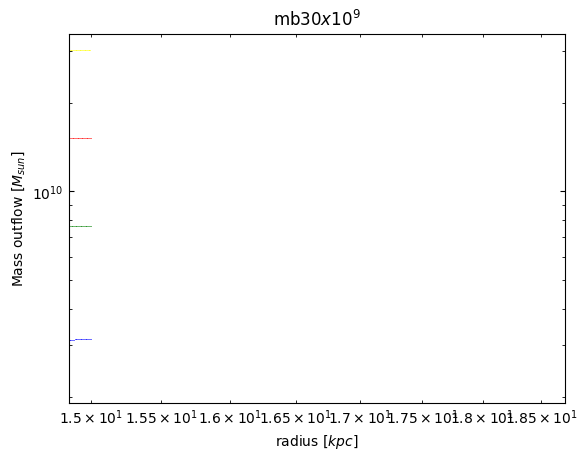 mb30x10^9
Mass outflow [M_sun]
10^10
1.5 × 10^1 1.55 × 10^1 1.6 × 10^1 1.65 × 10^1 1.7 × 10^1 1.75 × 10^1 1.8 × 10^1 1.85 × 10^1
radius [kpc]